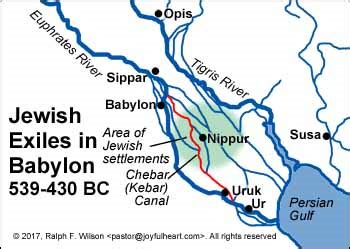 Opis
Euphrates River
Tigris River
Sippar
Babylon
Jewish
Exiles in
Babylon
539-430 BC
Area of
Jewish
settlements
Nippur
Chebar
(Kebar)
Canal
Susa
Uruk
Ur
Persian
Gulf
© 2017, Ralph F. Wilson <pastor@joyfulheart.com>. All rights reserved